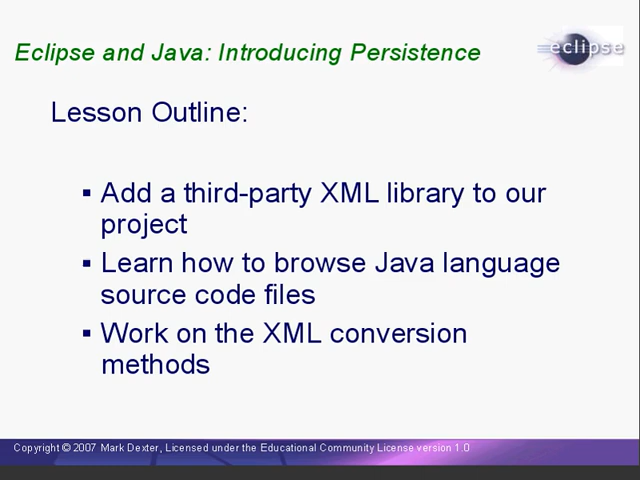 Eclipse and Java: Introducing Persistence
eclipse
Lesson Outline:
▪ Add a third-party XML library to our
project
▪ Learn how to browse Java language
source code files
▪ Work on the XML conversion
methods
Copyright © 2007 Mark Dexter, Licensed under the Educational Community License version 1.0